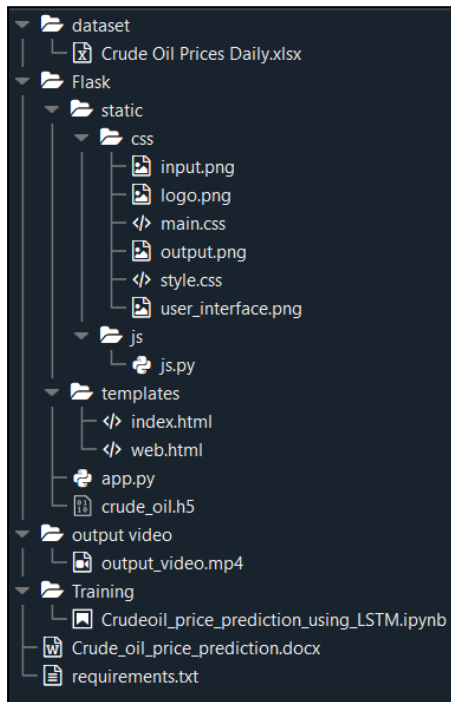 dataset
Crude Oil Prices Daily.xlsx
Flask
static
css
input.png
logo.png
main.css
output.png
style.css
user_interface.png
js
js.py
templates
index.html
web.html
app.py
crude_oil.h5
output video
output_video.mp4
Training
Crudeoil_price_prediction_using_LSTM.ipynb
Crude_oil_price_prediction.docx
requirements.txt